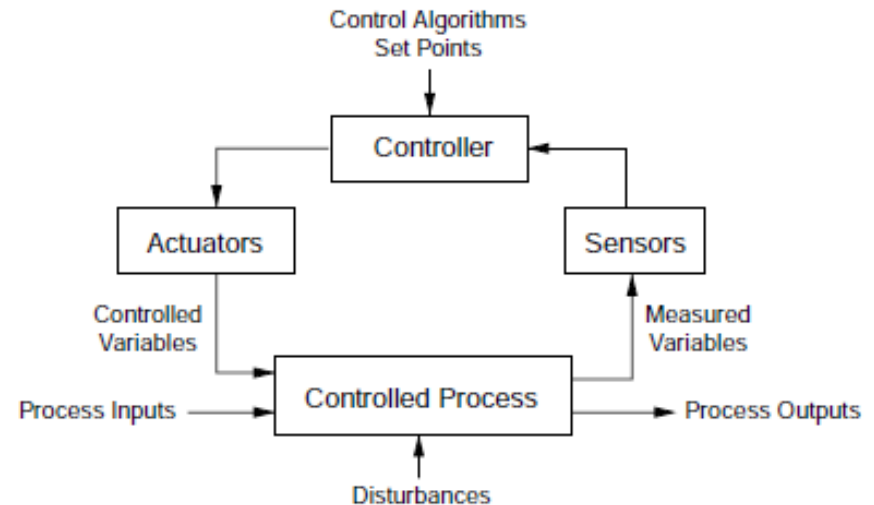 Control Algorithms
Set Points
Controller
Actuators
Sensors
Controlled
Variables
Measured
Variables
Controlled Process
Process Inputs
Process Outputs
Disturbances